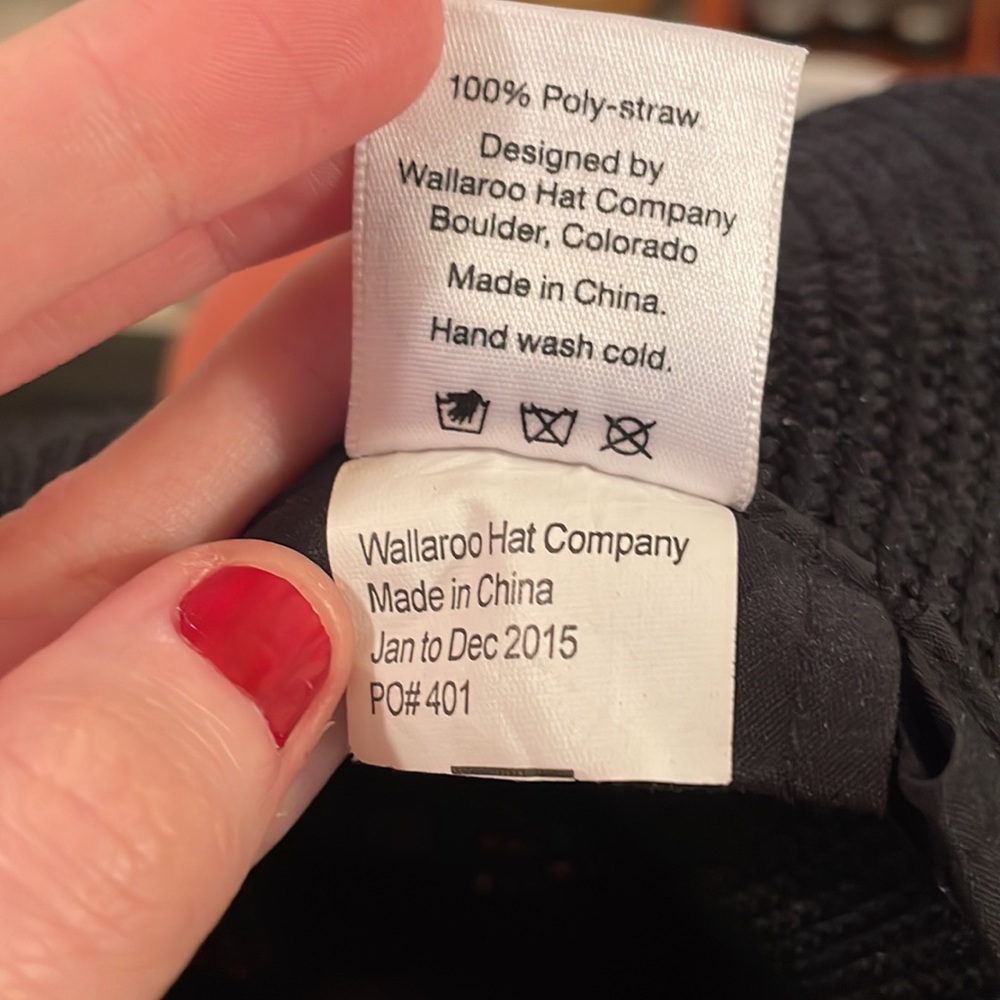 100% Poly-straw
Designed by
Wallaroo Hat Company
Boulder, Colorado
Made in China.
Hand wash cold.
Wallaroo Hat Company
Made in China
Jan to Dec 2015
PO# 401